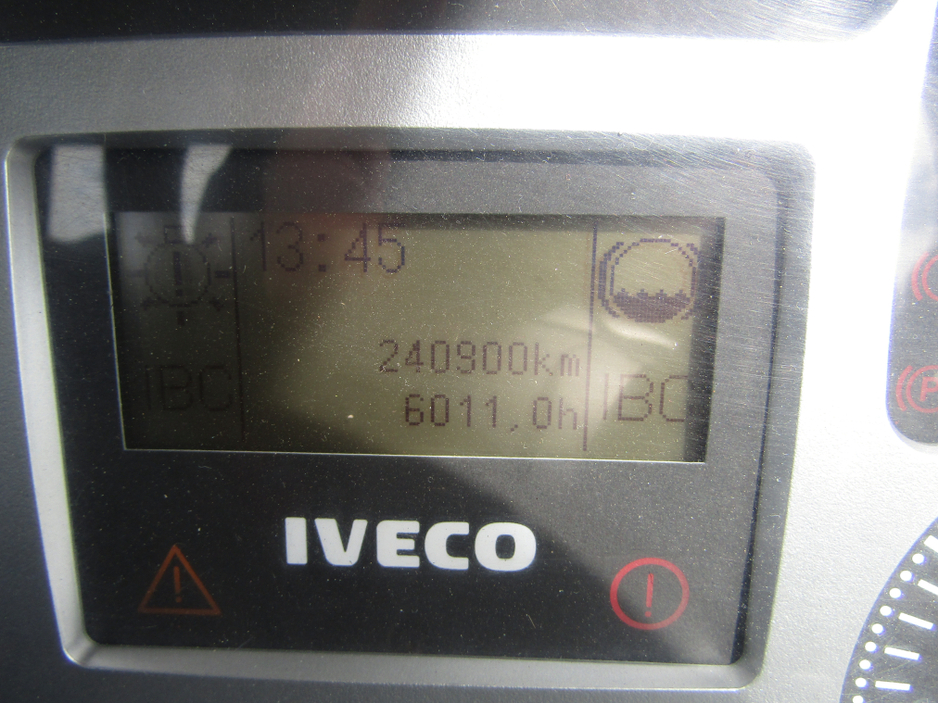 13:45
240900km
6011,0h
IBC
IBC
IVECO